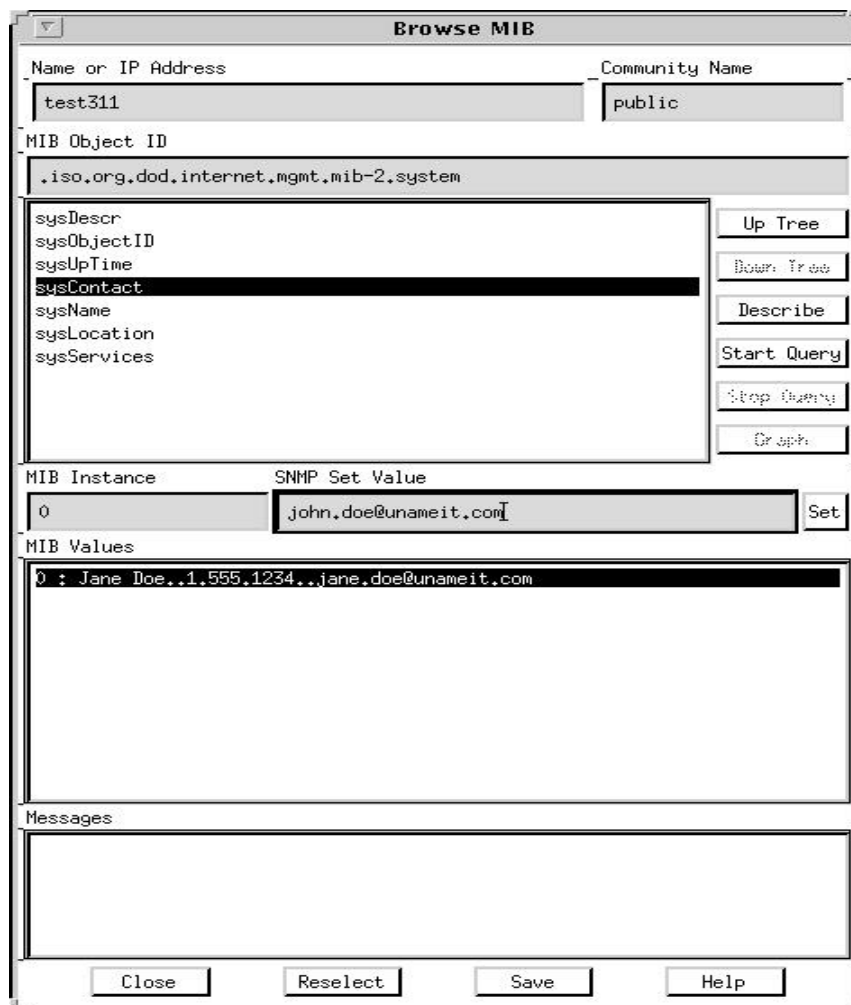 Browse MIB
Name or IP Address Community Name
test311 public
MIB Object ID
.iso.org.dod.internet.mgmt.mib-2.system
sysDescr
Up Tree
sysObjectID
sysUpTime
Down Tree
sysContact
sysName
Describe
sysLocation
sysServices
Start Query
Stop Query
Graph
MIB Instance SNMP Set Value
0 john.doe@unameit.com Set
MIB Values
0 : Jane Doe..1.555.1234..jane.doe@unameit.com
Messages
Close Reselect Save Help